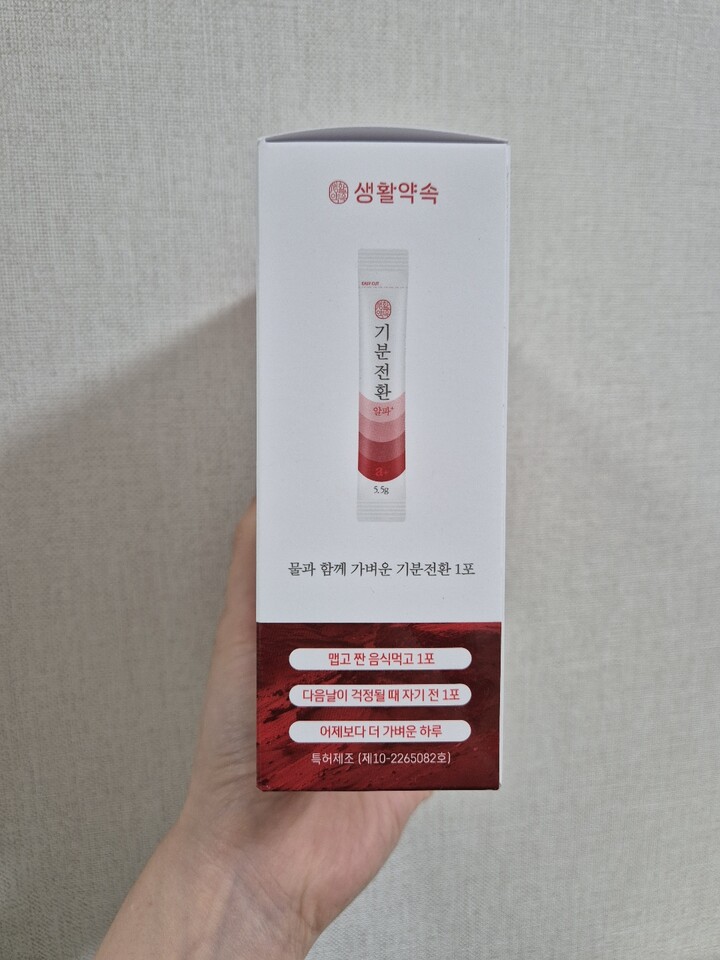 생활약속
EASY CUT
기분전환
알파+
5.5g
물과 함께 가벼운 기분전환 1포
맵고 짠 음식먹고 1포
다음날이 걱정될 때 자기 전 1포
어제보다 더 가벼운 하루
특허제조 (제10-2265082호)